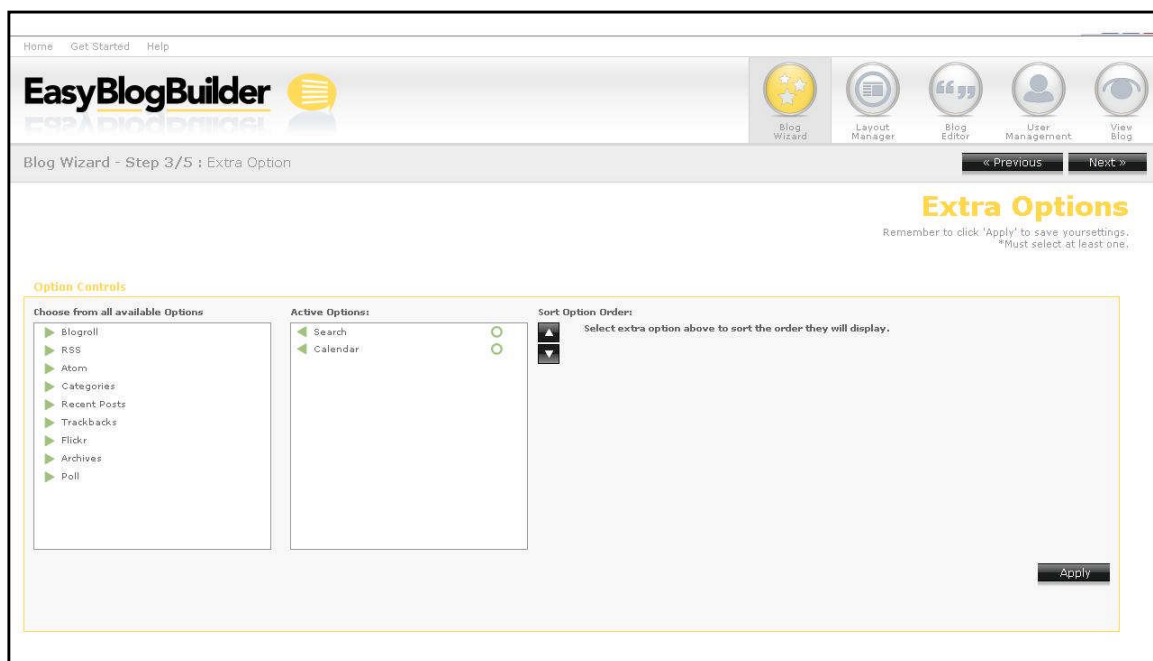 Home Get Started Help
EasyBlogBuilder
Blog
Wizard
Layout
Manager
Blog
Editor
User
Management
View
Blog
Blog Wizard - Step 3/5 : Extra Option
« Previous Next »
Extra Options
Remember to click 'Apply' to save yoursettings.
*Must select at least one.
Option Controls
Choose from all available Options
Blogroll
RSS
Atom
Categories
Recent Posts
Trackbacks
Flickr
Archives
Poll
Active Options:
Search
Calendar
Sort Option Order:
Select extra option above to sort the order they will display.
Apply